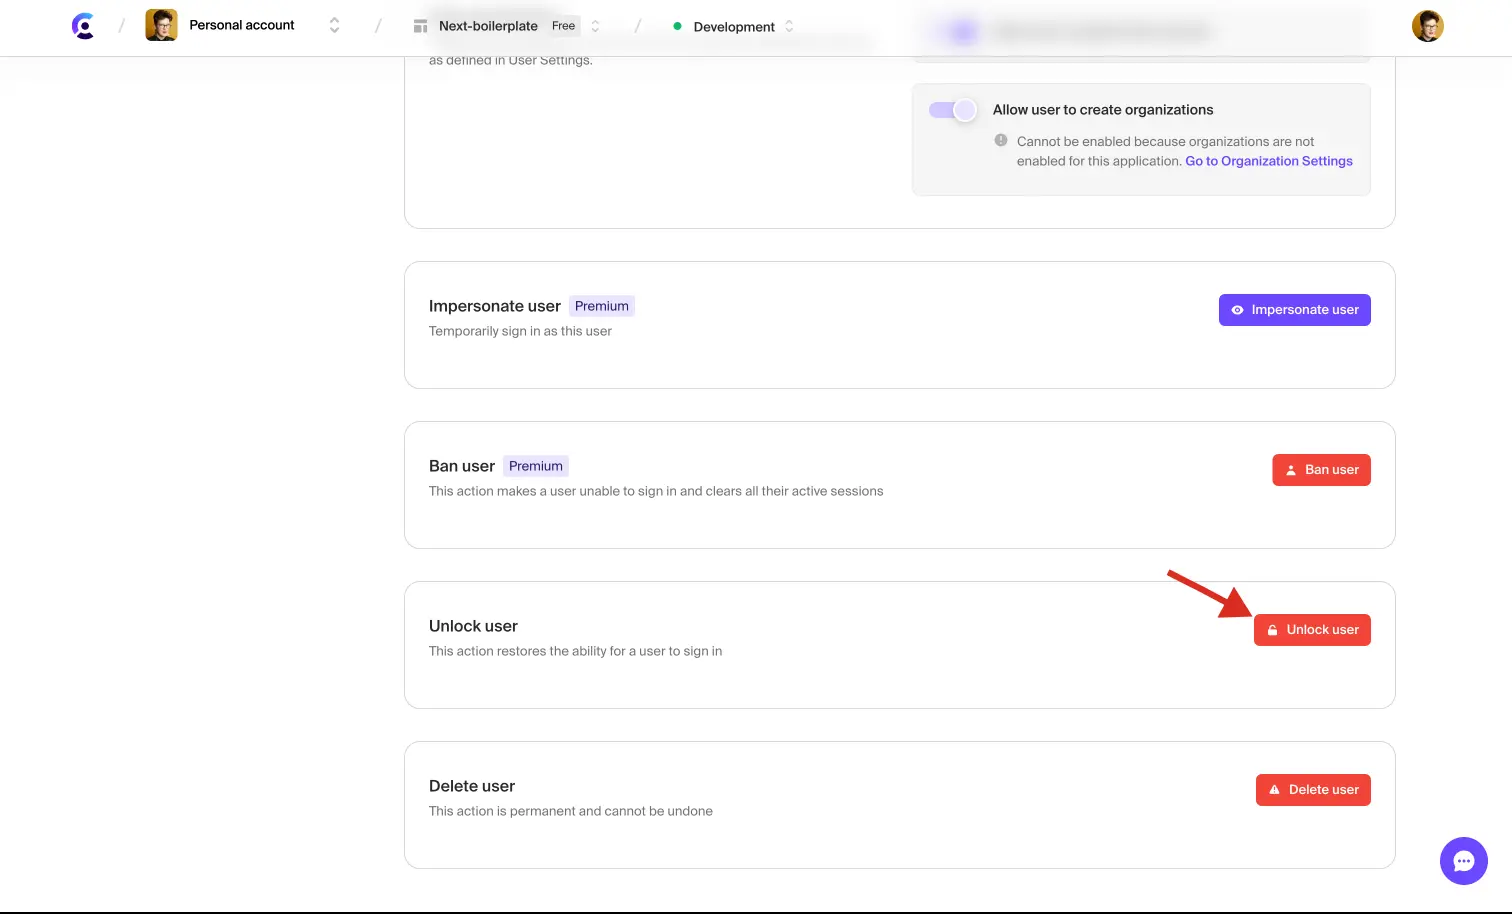 Personal account
Next-boilerplate Free
Development
as defined in User Settings.
Allow user to create organizations
Cannot be enabled because organizations are not
enabled for this application. Go to Organization Settings
Impersonate user Premium
Temporarily sign in as this user
Impersonate user
Ban user Premium
This action makes a user unable to sign in and clears all their active sessions
Ban user
Unlock user
This action restores the ability for a user to sign in
Unlock user
Delete user
This action is permanent and cannot be undone
Delete user